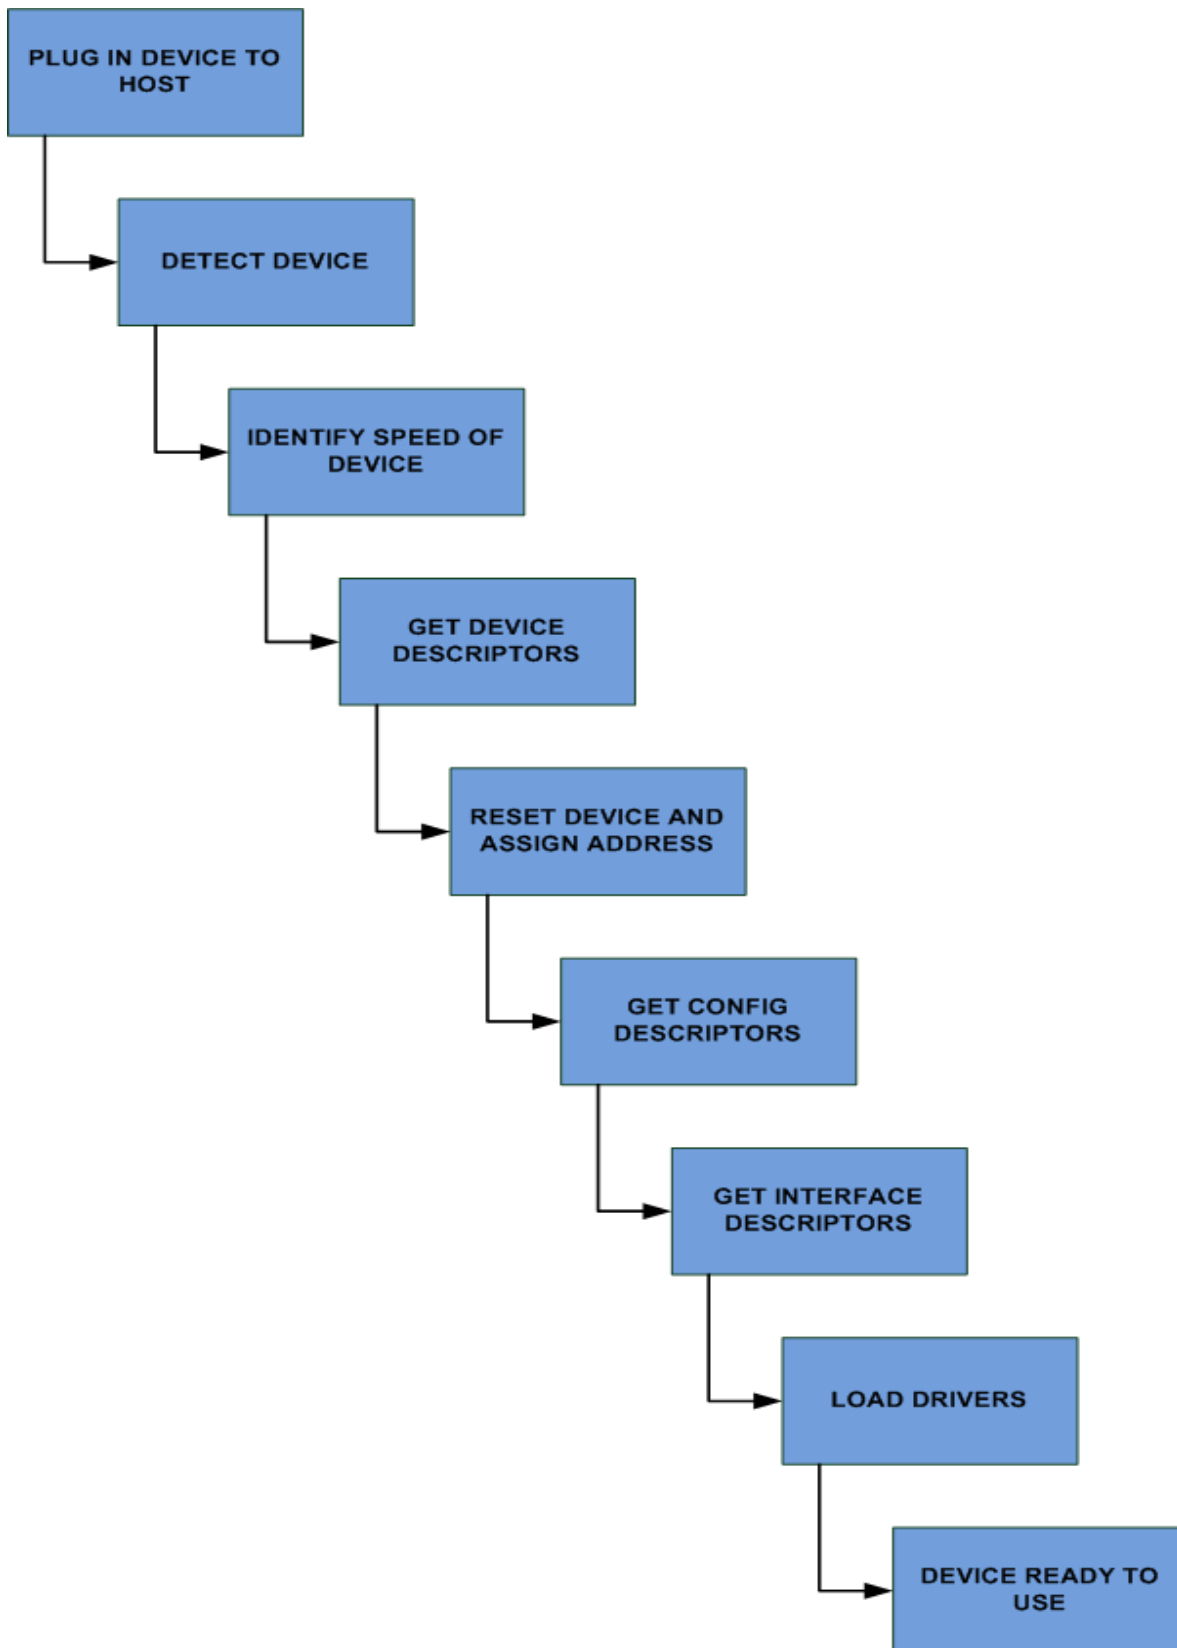 PLUG IN DEVICE TO
HOST
DETECT DEVICE
IDENTIFY SPEED OF
DEVICE
GET DEVICE
DESCRIPTORS
RESET DEVICE AND
ASSIGN ADDRESS
GET CONFIG
DESCRIPTORS
GET INTERFACE
DESCRIPTORS
LOAD DRIVERS
DEVICE READY TO
USE